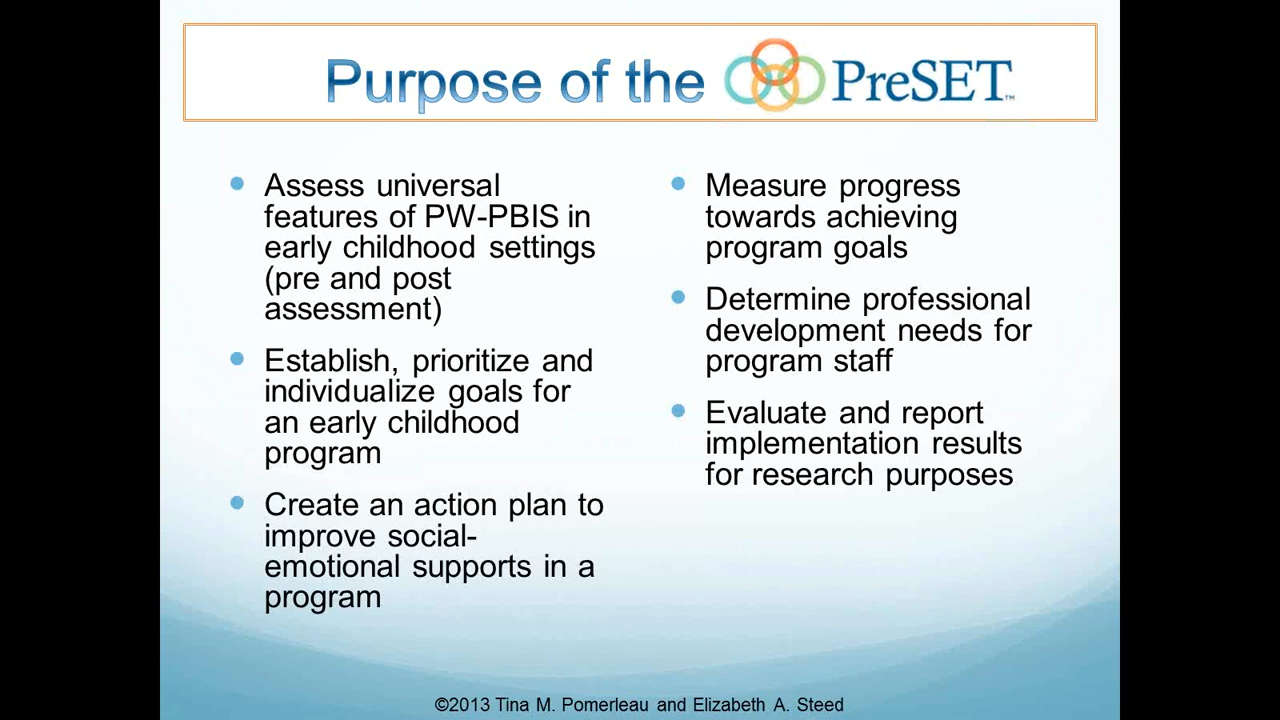 Purpose of the PreSET™
Assess universal
features of PW-PBIS in
early childhood settings
(pre and post
assessment)
Establish, prioritize and
individualize goals for
an early childhood
program
Create an action plan to
improve social-
emotional supports in a
program
Measure progress
towards achieving
program goals
Determine professional
development needs for
program staff
Evaluate and report
implementation results
for research purposes
©2013 Tina M. Pomerleau and Elizabeth A. Steed